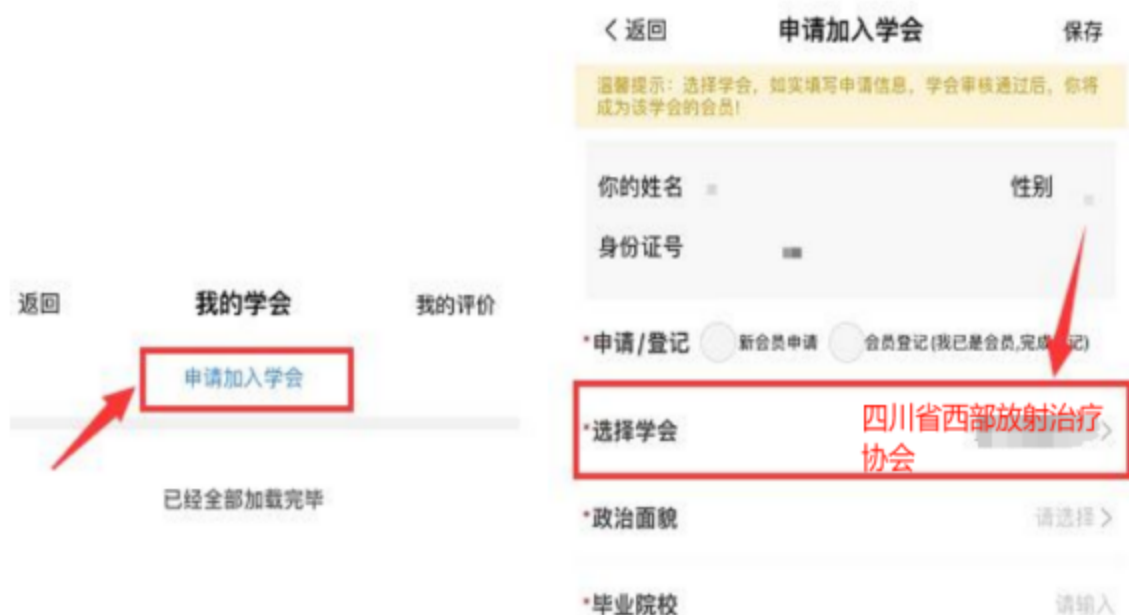 返回 我的学会 我的评价
申请加入学会
已经全部加载完毕
返回 申请加入学会 保存
温馨提示：选择学会，如实填写申请信息，学会审核通过后，你将
成为该学会的会员！
你的姓名 性别
身份证号
*申请/登记 新会员申请 会员登记(我已是会员,完成 记)
*选择学会 四川省西部放射治疗
协会
*政治面貌 请选择
*毕业院校 请输入